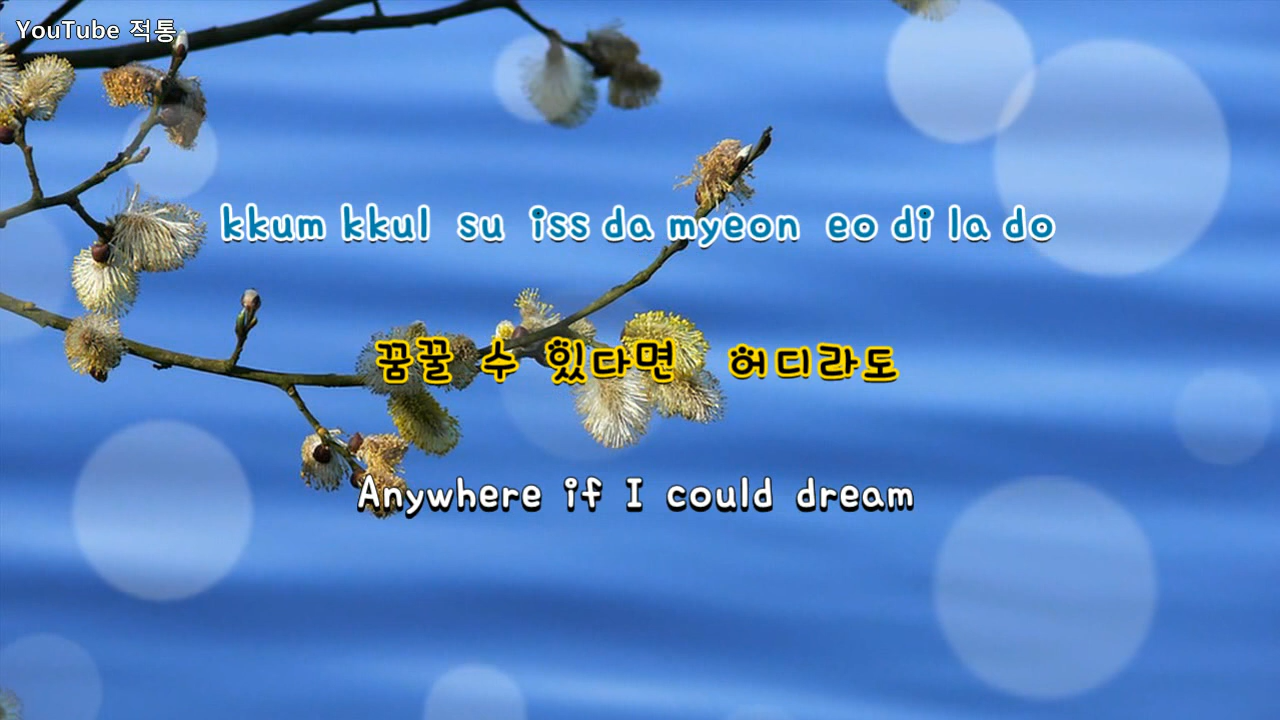 YouTube 적통
kkum kkul su iss da myeon eo di la do
꿈꿀 수 있다면 어디라도
Anywhere if I could dream